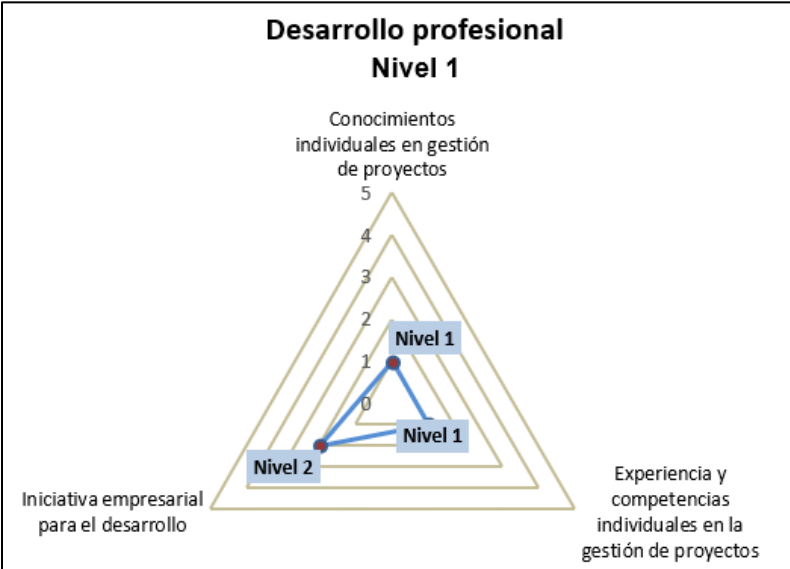 Desarrollo profesional
Nivel 1
Conocimientos
individuales en gestión
de proyectos
5
4
3
2
Nivel 1
1
0
Nivel 1
Nivel 2
Iniciativa empresarial
para el desarrollo
Experiencia y
competencias
individuales en la
gestión de proyectos